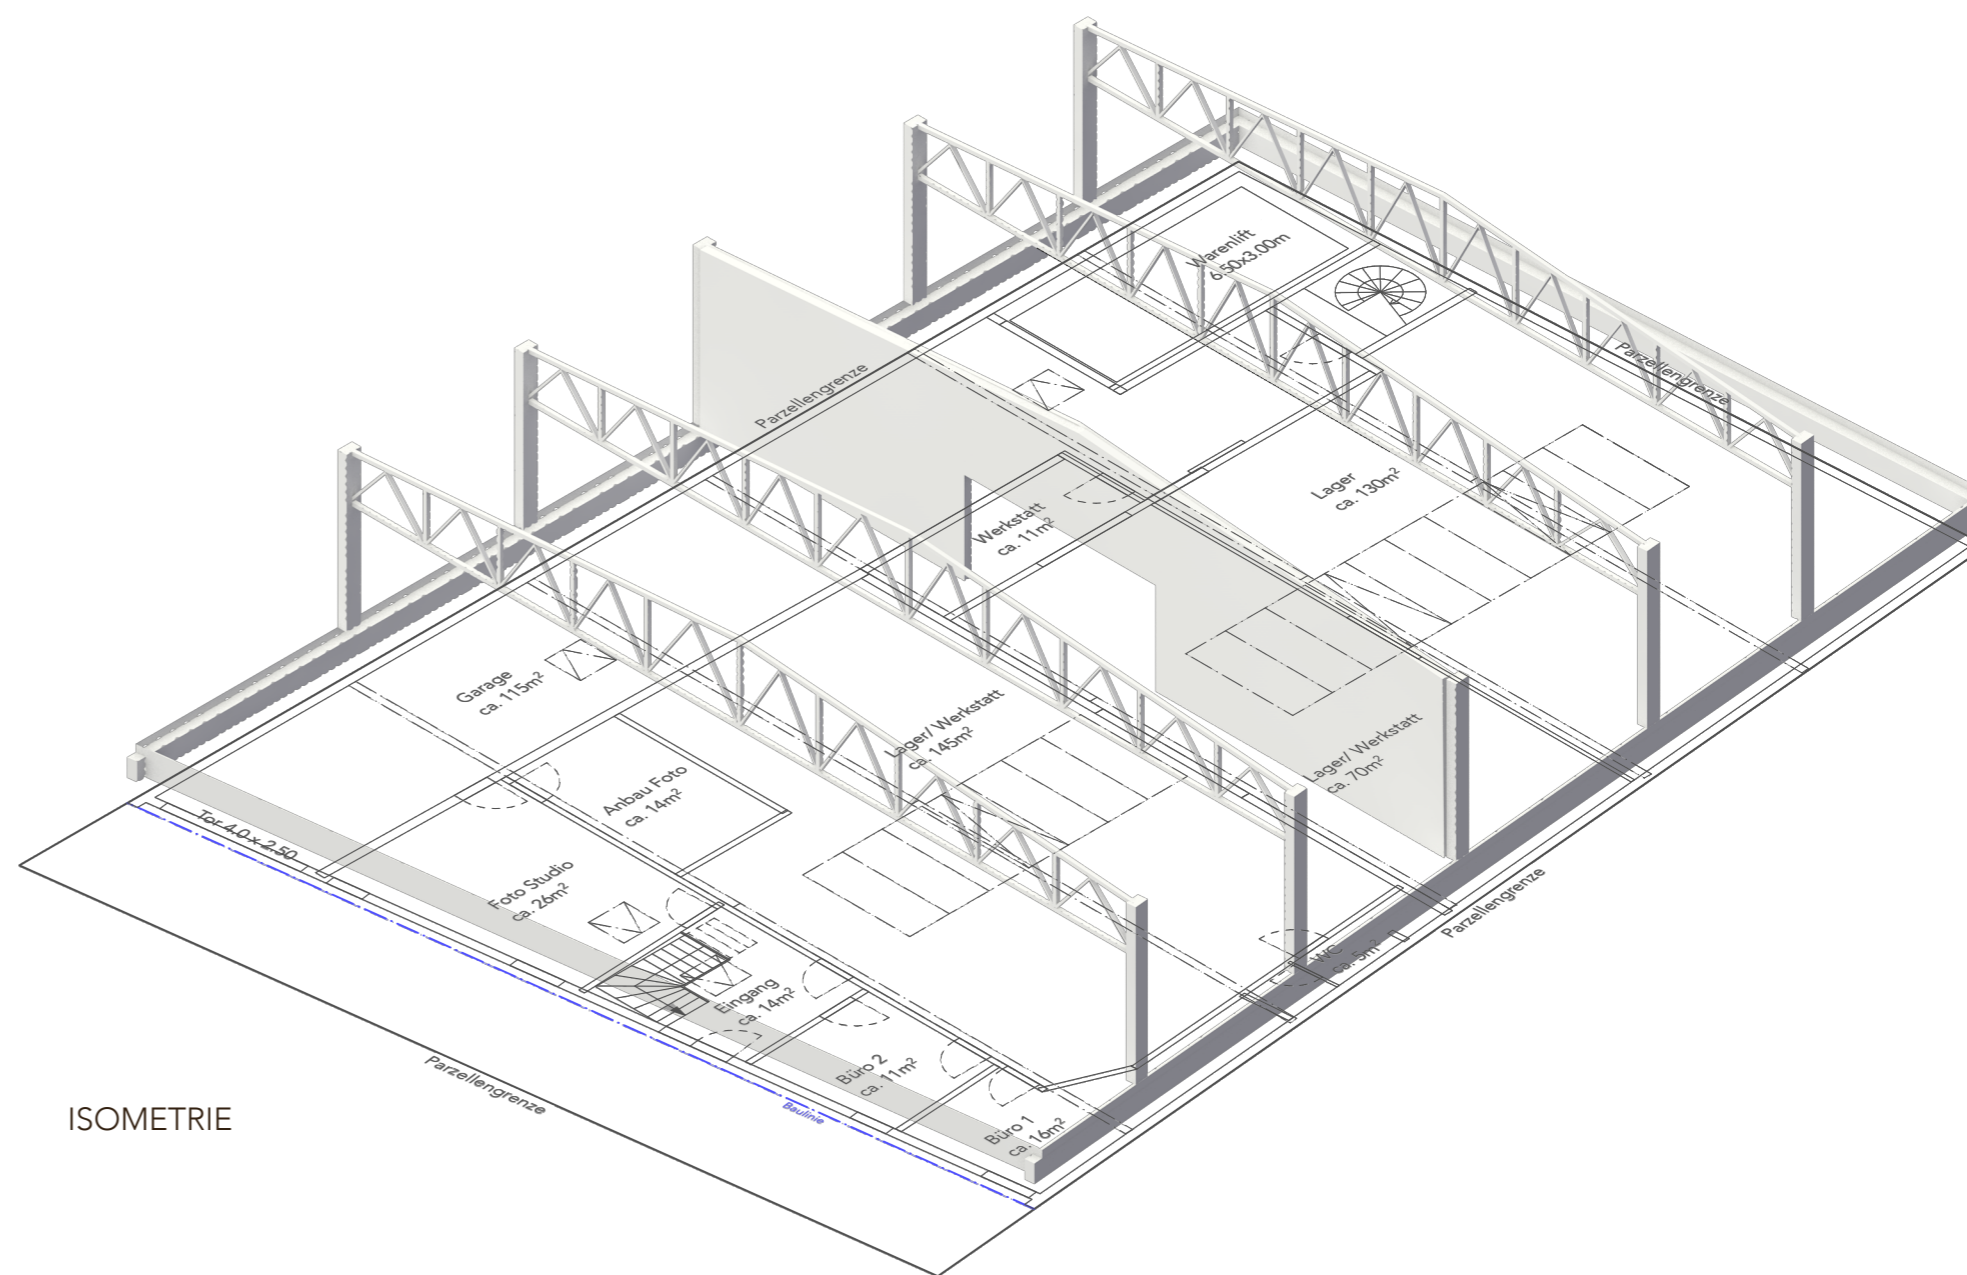 Warenlift
6.50x3.00m
Parzellengrenze
Parzellengrenze
Lager
ca. 130m²
Werkstatt
ca. 11m²
Garage
ca. 115m²
Lager/ Werkstatt
ca. 145m²
Lager/ Werkstatt
ca. 70m²
Anbau Foto
ca. 14m²
Tor 4.0 x 2.50
Foto Studio
ca. 26m²
Parzellengrenze
WC
ca. 5m²
Eingang
ca. 14m²
Büro 2
ca. 11m²
Baulinie
Büro 1
ca. 16m²
Parzellengrenze
ISOMETRIE